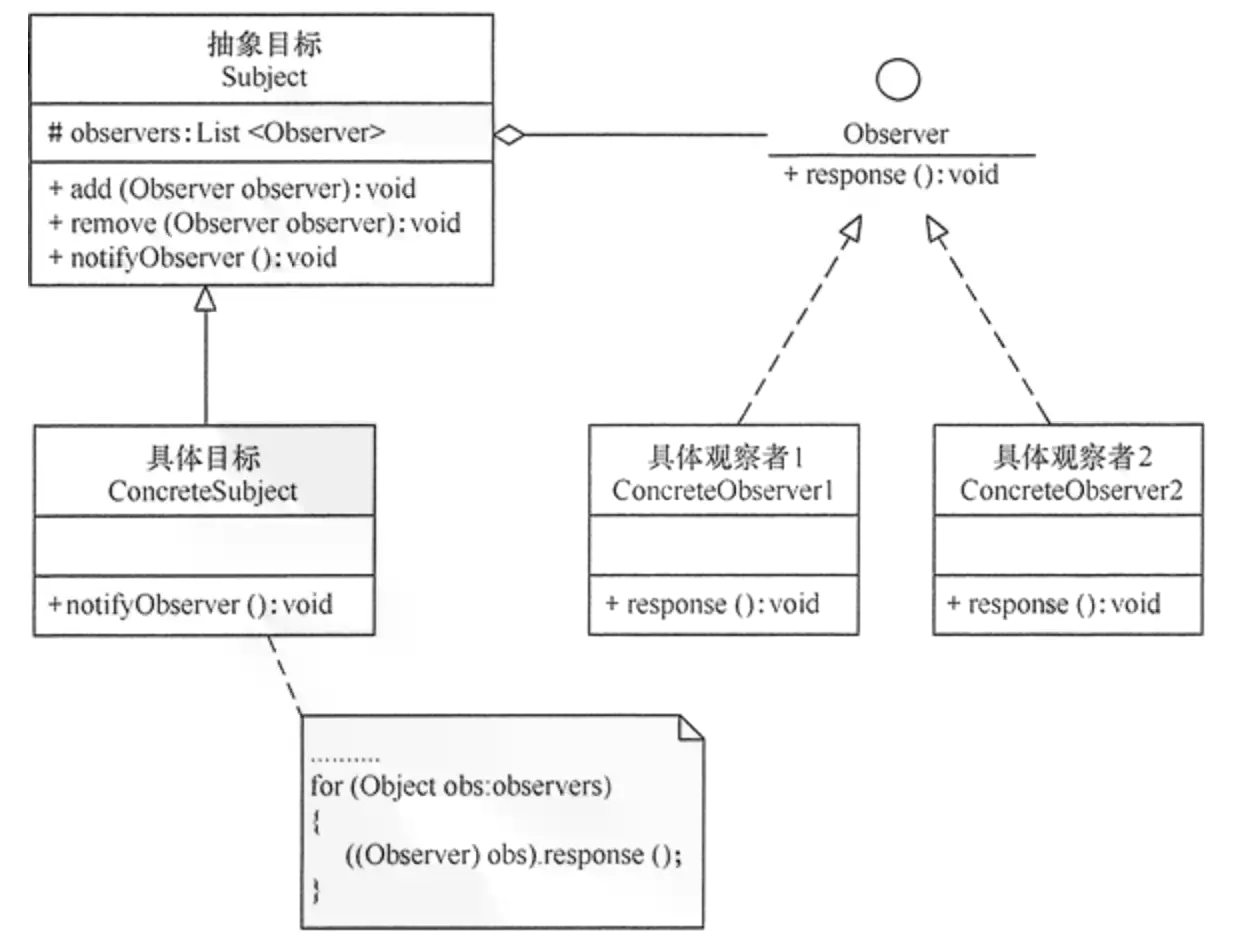 抽象目标
Subject
# observers:List <Observer>
+ add (Observer observer):void
+ remove (Observer observer):void
+ notifyObserver ():void
Observer
+ response ():void
具体目标
ConcreteSubject
+notifyObserver ():void
具体观察者1
ConcreteObserver1
+ response ():void
具体观察者2
ConcreteObserver2
+ response ():void
..........
for (Object obs:observers)
{
((Observer) obs).response ();
}